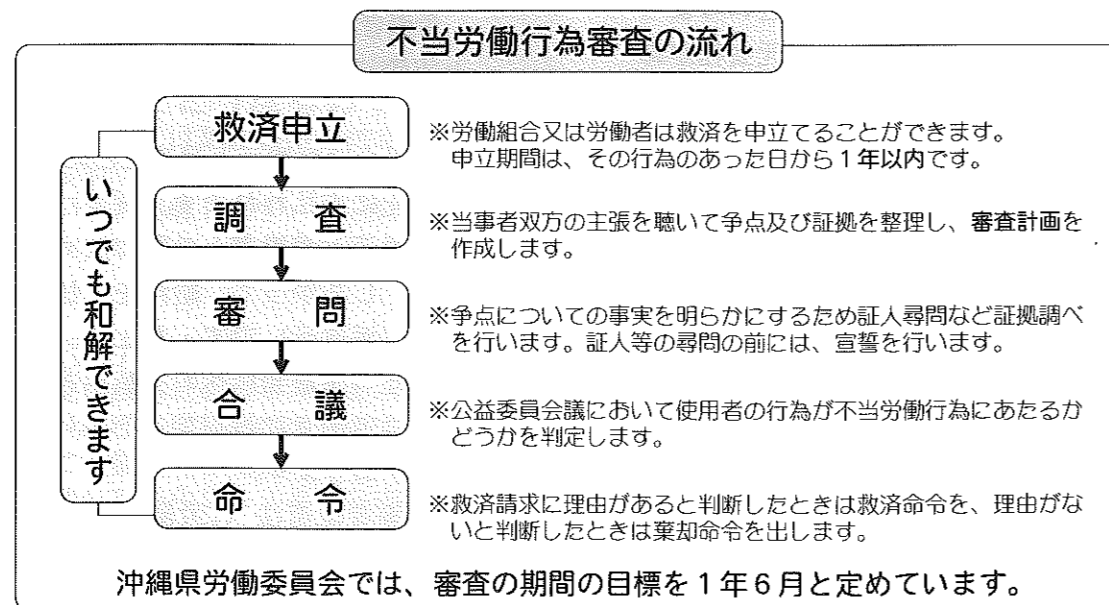 不当労働行為審査の流れ
いつでも和解できます
救済申立
※労働組合又は労働者は救済を申立てることができます。
申立期間は、その行為のあった日から1年以内です。
調　査
※当事者双方の主張を聴いて争点及び証拠を整理し、審査計画を
作成します。
審　問
※争点についての事実を明らかにするため証人尋問など証拠調べ
を行います。証人等の尋問の前には、宣誓を行います。
合　議
※公益委員会議において使用者の行為が不当労働行為にあたるか
どうかを判定します。
命　令
※救済請求に理由があると判断したときは救済命令を、理由がな
いと判断したときは棄却命令を出します。
沖縄県労働委員会では、審査の期間の目標を1年6月と定めています。